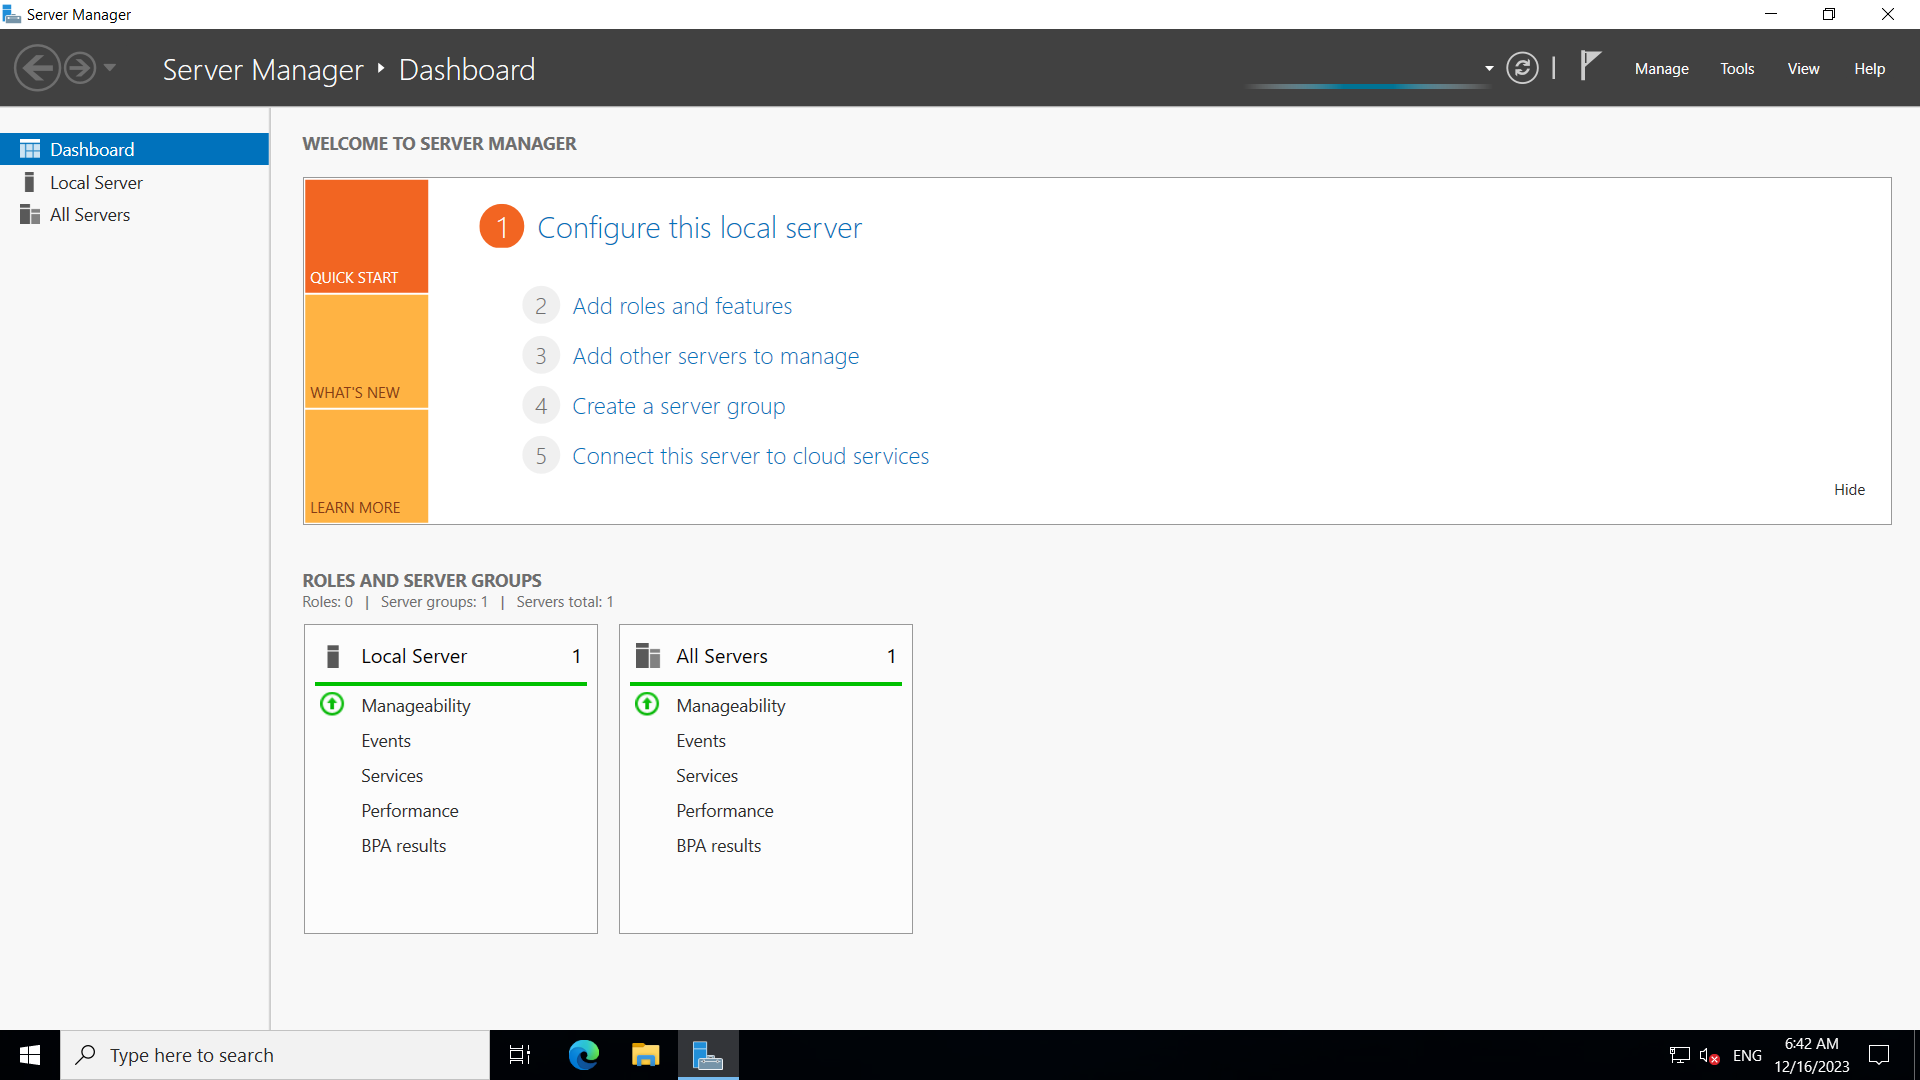 Server Manager
Server Manager Dashboard
Manage Tools View Help
Dashboard
Local Server
All Servers
WELCOME TO SERVER MANAGER
QUICK START
WHAT'S NEW
LEARN MORE
1 Configure this local server
2 Add roles and features
3 Add other servers to manage
4 Create a server group
5 Connect this server to cloud services
Hide
ROLES AND SERVER GROUPS
Roles: 0 | Server groups: 1 | Servers total: 1
Local Server 1
Manageability
Events
Services
Performance
BPA results
All Servers 1
Manageability
Events
Services
Performance
BPA results
Type here to search
ENG
6:42 AM
12/16/2023